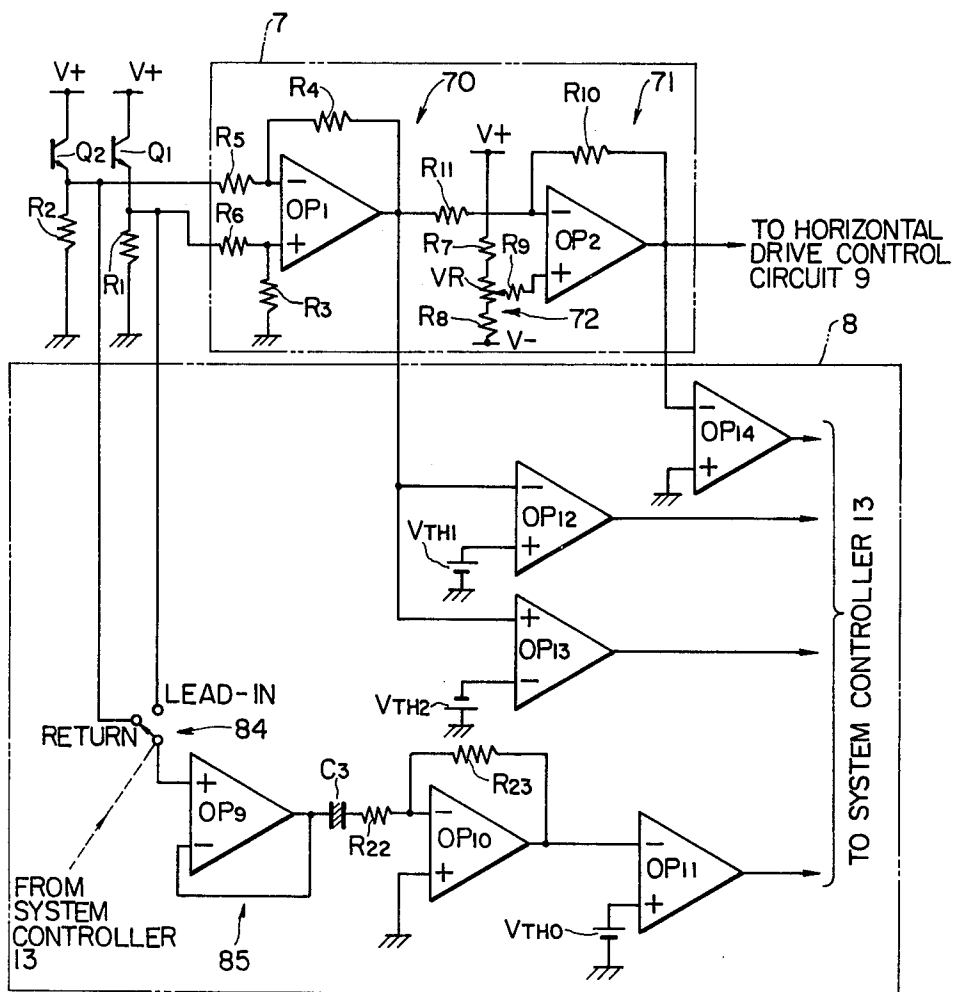 7
V+
V+
R4
70
71
R10
Q2
Q1
R5
V+
R11
OP1
R2
R6
R7
R9
OP2
R1
VR
R3
R8
72
V-
TO HORIZONTAL
DRIVE CONTROL
CIRCUIT 9
8
OP14
OP12
VTH1
OP13
VTH2
TO SYSTEM CONTROLLER 13
LEAD-IN
RETURN
84
C3
R23
OP9
R22
OP10
OP11
FROM
SYSTEM
CONTROLLER
13
85
VTH0